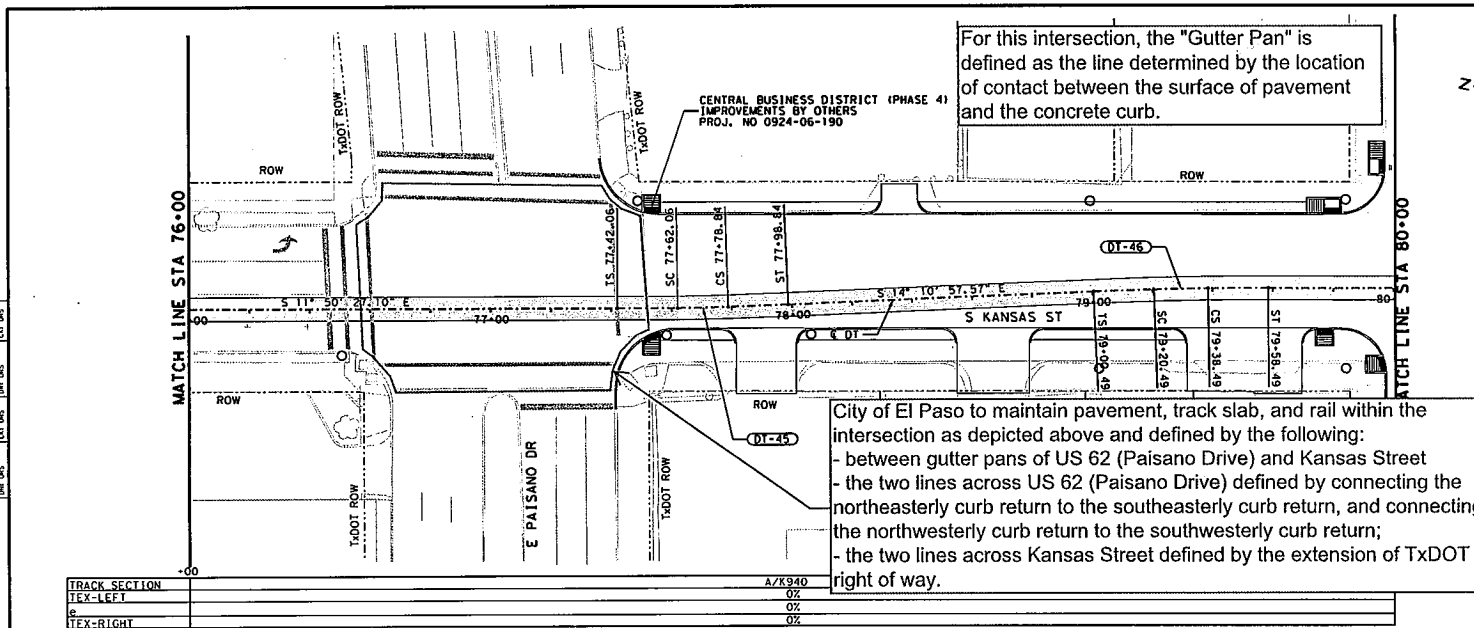 For this intersection, the "Gutter Pan" is
defined as the line determined by the location
of contact between the surface of pavement
and the concrete curb.
CENTRAL BUSINESS DISTRICT (PHASE 4)
IMPROVEMENTS BY OTHERS
PROJ. NO 0924-06-190
TxDOT ROW
TxDOT ROW
ROW
ROW
MATCH LINE STA 76+00
MATCH LINE STA 80+00
TS 77+42.06
SC 77+62.06
CS 77+78.84
ST 77+98.84
DT-46
S 11° 50' 27.10" E
S 14° 10' 57.57" E
+00
77+00
78+00
79+00
80
S KANSAS ST
℄ DT
TS 79+00.49
SC 79+20.49
CS 79+38.49
ST 79+58.49
ROW
ROW
DT-45
E PAISANO DR
TxDOT ROW
TxDOT ROW
City of El Paso to maintain pavement, track slab, and rail within the
intersection as depicted above and defined by the following:
- between gutter pans of US 62 (Paisano Drive) and Kansas Street
- the two lines across US 62 (Paisano Drive) defined by connecting the
northeasterly curb return to the southeasterly curb return, and connecting
the northwesterly curb return to the southwesterly curb return;
- the two lines across Kansas Street defined by the extension of TxDOT
right of way.
+00
TRACK SECTION A/K940
TEX-LEFT 0%
e 0%
TEX-RIGHT 0%